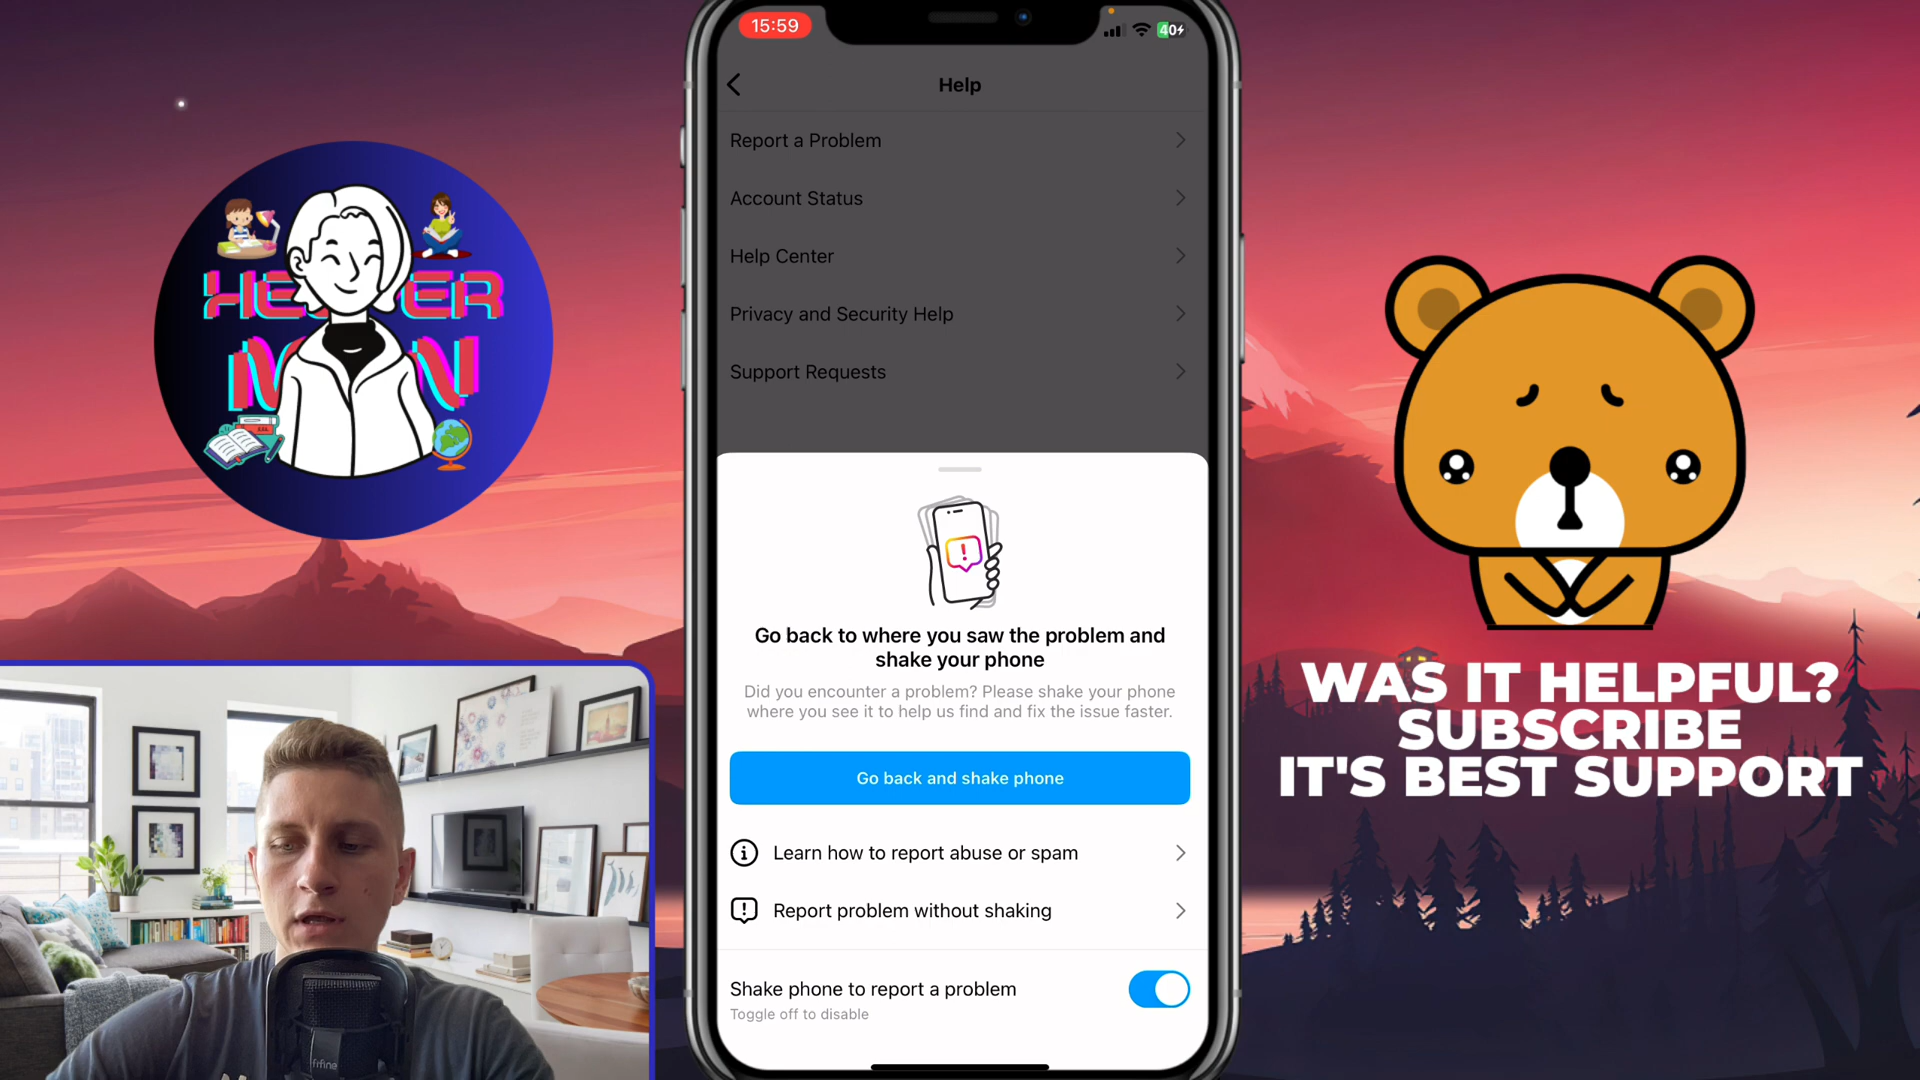 15:59
40
Help
Report a Problem
Account Status
Help Center
Privacy and Security Help
Support Requests
Go back to where you saw the problem and
shake your phone
Did you encounter a problem? Please shake your phone
where you see it to help us find and fix the issue faster.
Go back and shake phone
Learn how to report abuse or spam
Report problem without shaking
Shake phone to report a problem
Toggle off to disable
WAS IT HELPFUL?
SUBSCRIBE
IT'S BEST SUPPORT
fifine